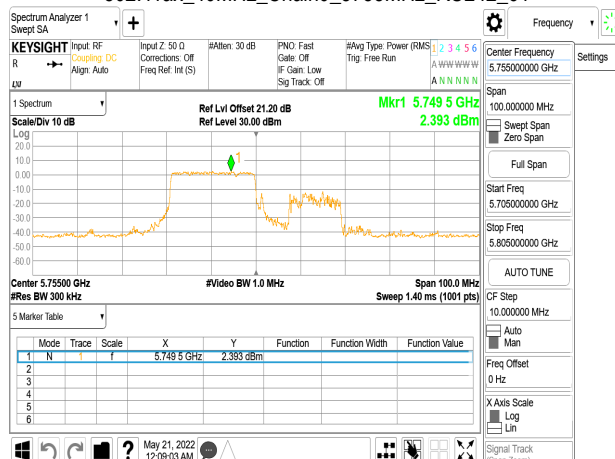 Spectrum Analyzer 1
Swept SA
Frequency
KEYSIGHT
R
Input: RF
Coupling: DC
Align: Auto
Input Z: 50 Ω
Corrections: Off
Freq Ref: Int (S)
#Atten: 30 dB
PNO: Fast
Gate: Off
IF Gain: Low
Sig Track: Off
#Avg Type: Power (RMS
Trig: Free Run
1 2 3 4 5 6
A W W W W W
A N N N N N
1 Spectrum
Scale/Div 10 dB
Ref Lvl Offset 21.20 dB
Ref Level 30.00 dBm
Mkr1 5.749 5 GHz
2.393 dBm
Log
20.0
10.0
0.00
-10.0
-20.0
-30.0
-40.0
-50.0
-60.0
1
Center 5.75500 GHz
#Res BW 300 kHz
#Video BW 1.0 MHz
Span 100.0 MHz
Sweep 1.40 ms (1001 pts)
5 Marker Table
Mode Trace Scale X Y Function Function Width Function Value
1 N 1 f 5.749 5 GHz 2.393 dBm
2
3
4
5
6
May 21, 2022
12:09:03 AM
Center Frequency
5.755000000 GHz
Settings
Span
100.000000 MHz
Swept Span
Zero Span
Full Span
Start Freq
5.705000000 GHz
Stop Freq
5.805000000 GHz
AUTO TUNE
CF Step
10.000000 MHz
Auto
Man
Freq Offset
0 Hz
X Axis Scale
Log
Lin
Signal Track